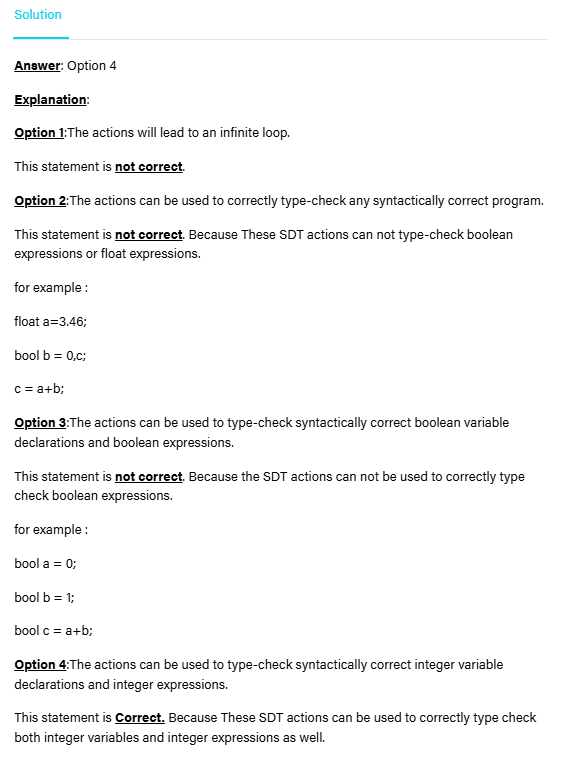 Solution
Answer: Option 4
Explanation:
Option 1:The actions will lead to an infinite loop.
This statement is not correct.
Option 2:The actions can be used to correctly type-check any syntactically correct program.
This statement is not correct. Because These SDT actions can not type-check boolean
expressions or float expressions.
for example :
float a=3.46;
bool b = 0,c;
c = a+b;
Option 3:The actions can be used to type-check syntactically correct boolean variable
declarations and boolean expressions.
This statement is not correct. Because the SDT actions can not be used to correctly type
check boolean expressions.
for example :
bool a = 0;
bool b = 1;
bool c = a+b;
Option 4:The actions can be used to type-check syntactically correct integer variable
declarations and integer expressions.
This statement is Correct. Because These SDT actions can be used to correctly type check
both integer variables and integer expressions as well.